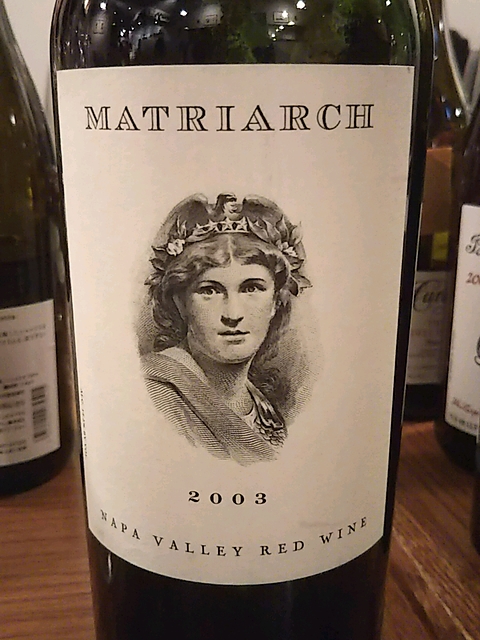 MATRIARCH
2003
NAPA VALLEY RED WINE